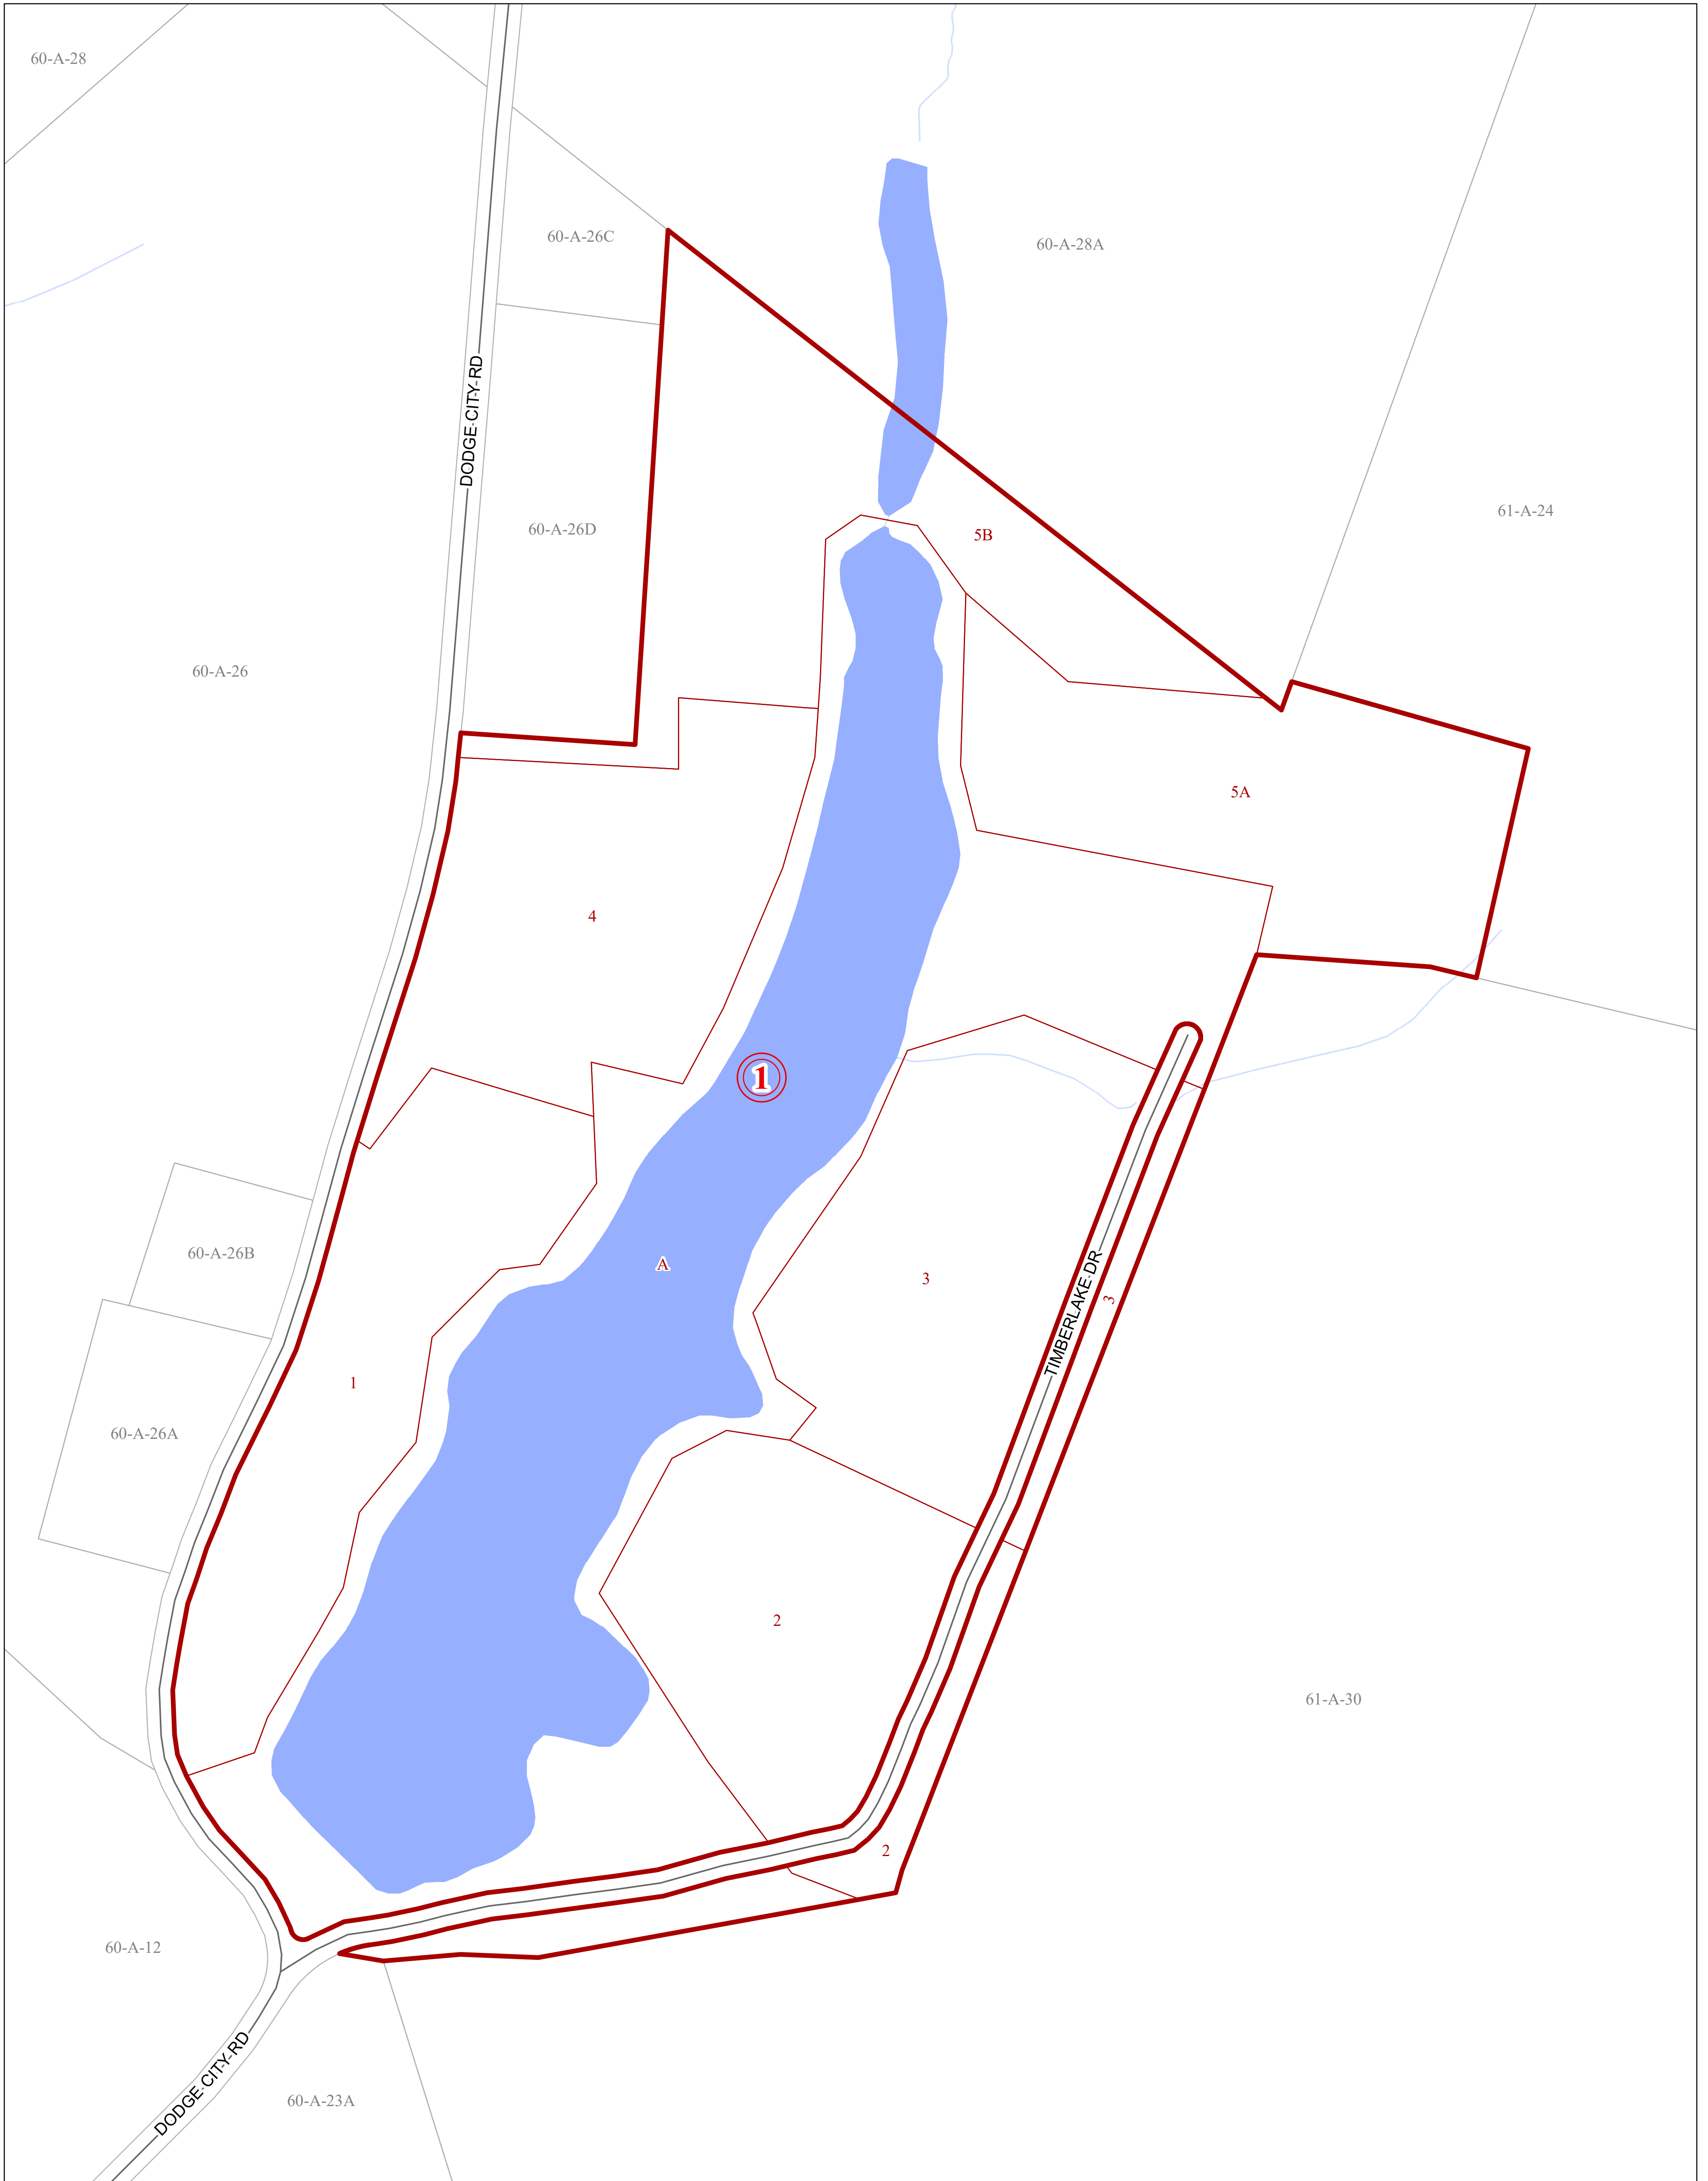 60-A-28
60-A-26C
60-A-28A
DODGE CITY RD
60-A-26D
5B
61-A-24
60-A-26
5A
4
1
60-A-26B
A
3
TIMBERLAKE DR
3
1
60-A-26A
2
61-A-30
2
60-A-12
DODGE CITY RD
60-A-23A